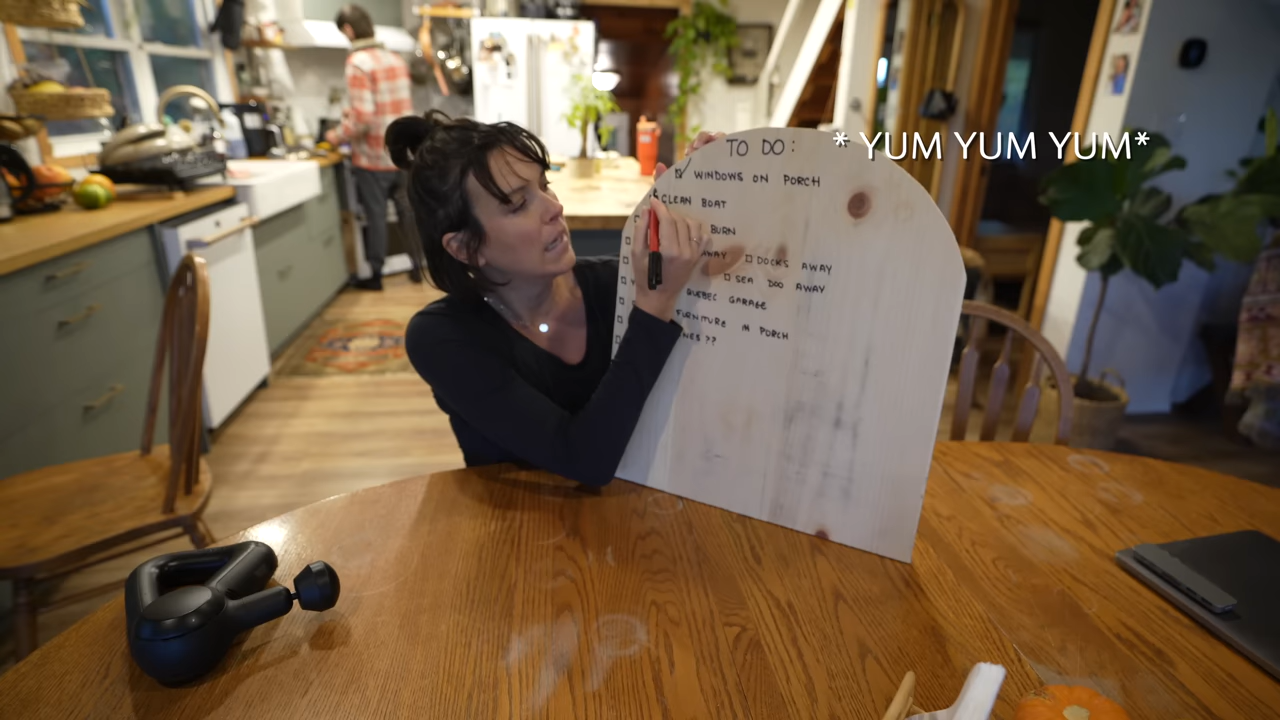 TO DO:
* YUM YUM YUM*
WINDOWS ON PORCH
CLEAN BOAT
BURN
AWAY DOCKS AWAY
SEA DOO AWAY
QUEBEC GARAGE
FURNITURE IN PORCH
??